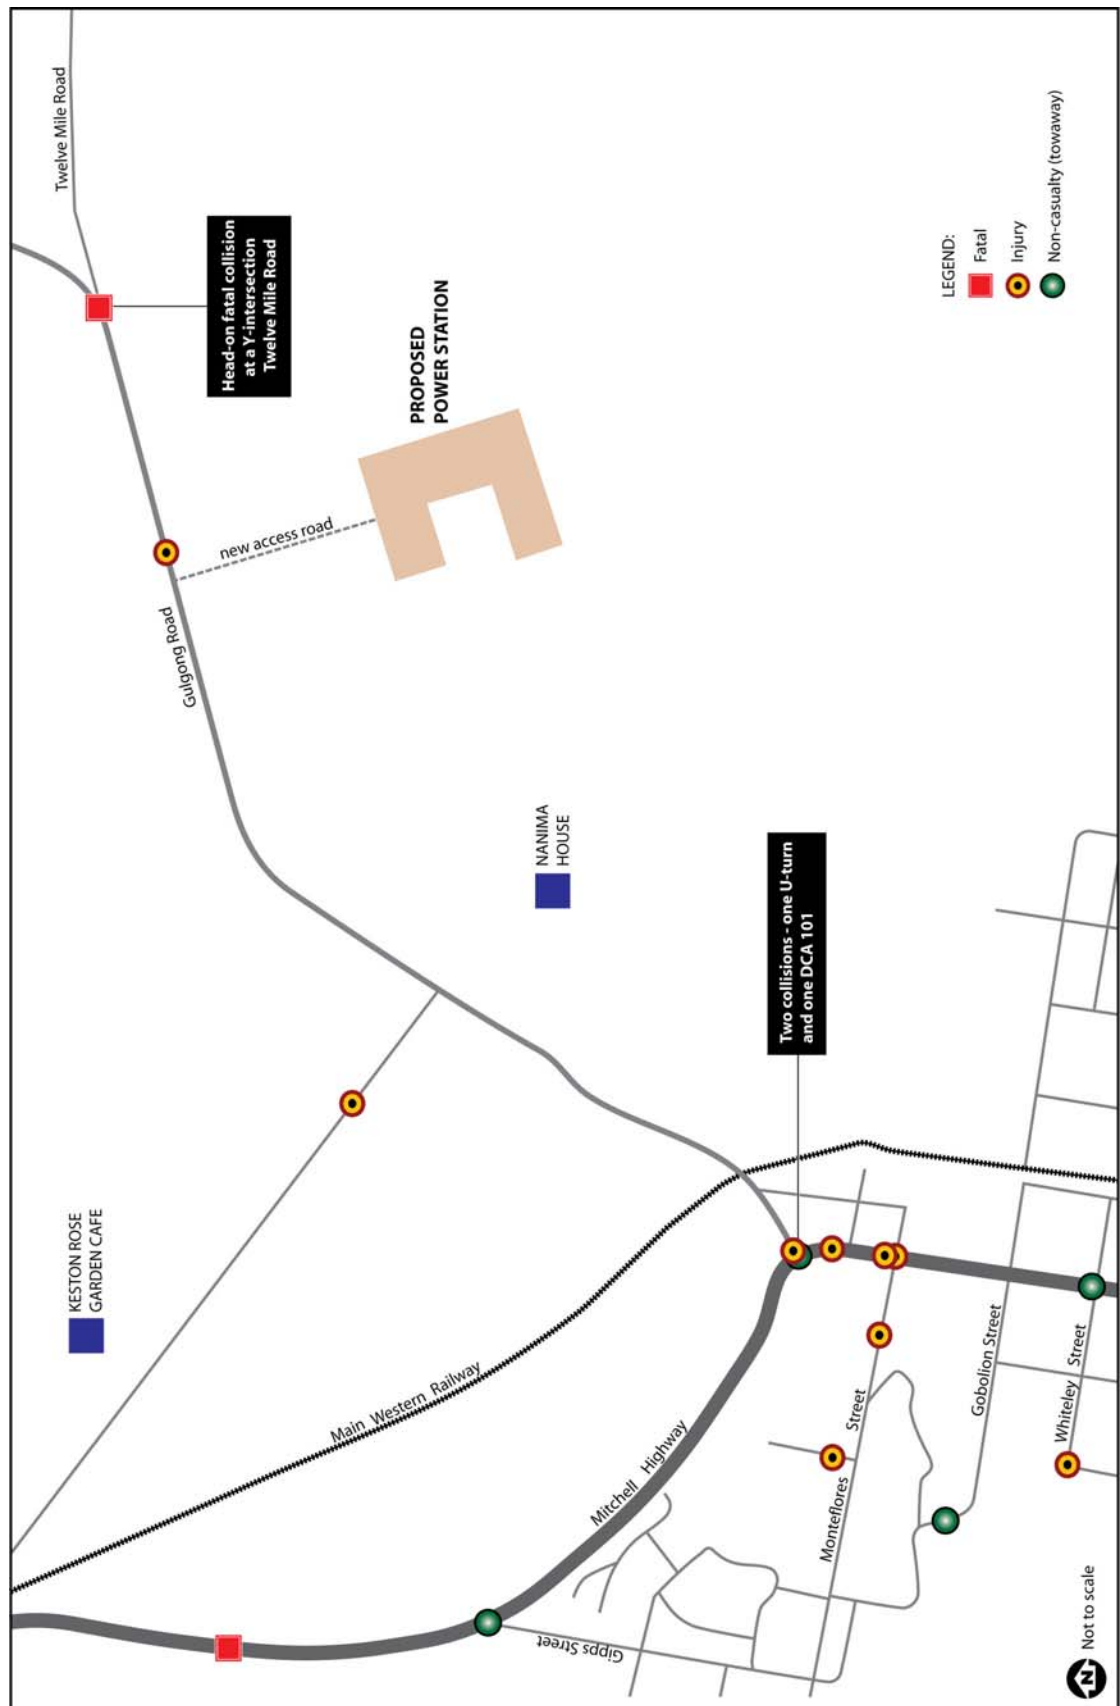 Twelve Mile Road
Head-on fatal collision
at a Y-intersection
Twelve Mile Road
PROPOSED
POWER STATION
new access road
Gulgong Road
NANIMA
HOUSE
KESTON ROSE
GARDEN CAFE
Two collisions - one U-turn
and one DCA 101
Main Western Railway
Mitchell Highway
Gipps Street
Monteflores Street
Gobolion Street
Whiteley Street
LEGEND:
Fatal
Injury
Non-casualty (towaway)
N
Not to scale